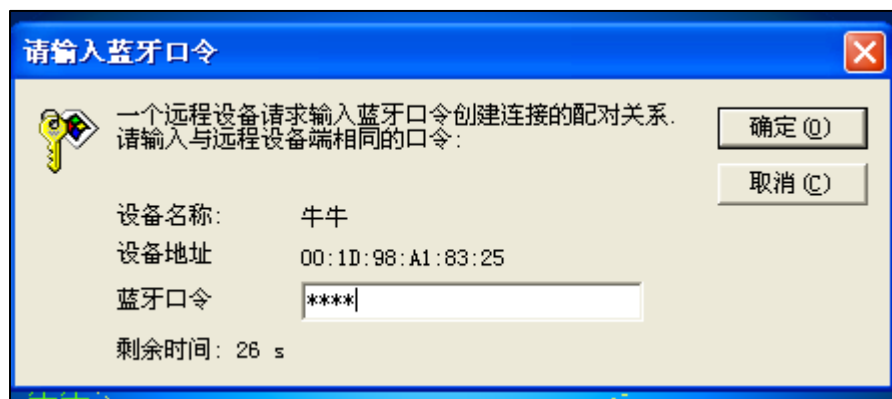 请输入蓝牙口令
一个远程设备请求输入蓝牙口令创建连接的配对关系.
请输入与远程设备端相同的口令:
确定(O)
取消(C)
设备名称: 牛牛
设备地址 00:1D:98:A1:83:25
蓝牙口令 ****
剩余时间: 26 s